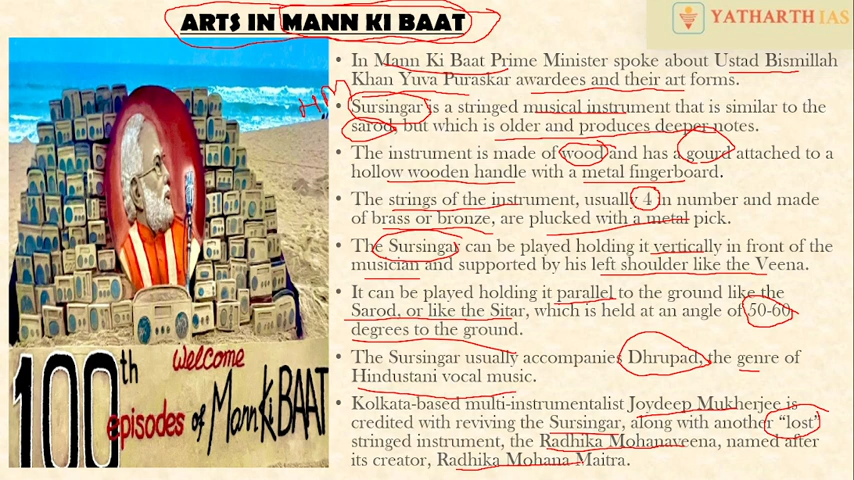 ARTS IN MANN KI BAAT
YATHARTH IAS
• In Mann Ki Baat Prime Minister spoke about Ustad Bismillah
Khan Yuva Puraskar awardees and their art forms.
HM
• Sursingar is a stringed musical instrument that is similar to the
sarod, but which is older and produces deeper notes.
• The instrument is made of wood and has a gourd attached to a
hollow wooden handle with a metal fingerboard.
• The strings of the instrument, usually 4 in number and made
of brass or bronze, are plucked with a metal pick.
• The Sursingar can be played holding it vertically in front of the
musician and supported by his left shoulder like the Veena.
• It can be played holding it parallel to the ground like the
Sarod, or like the Sitar, which is held at an angle of 50-60
degrees to the ground.
• The Sursingar usually accompanies Dhrupad, the genre of
Hindustani vocal music.
• Kolkata-based multi-instrumentalist Joydeep Mukherjee is
credited with reviving the Sursingar, along with another “lost”
stringed instrument, the Radhika Mohanaveena, named after
its creator, Radhika Mohana Maitra.
welcome
100th episodes of Mann Ki BAAT